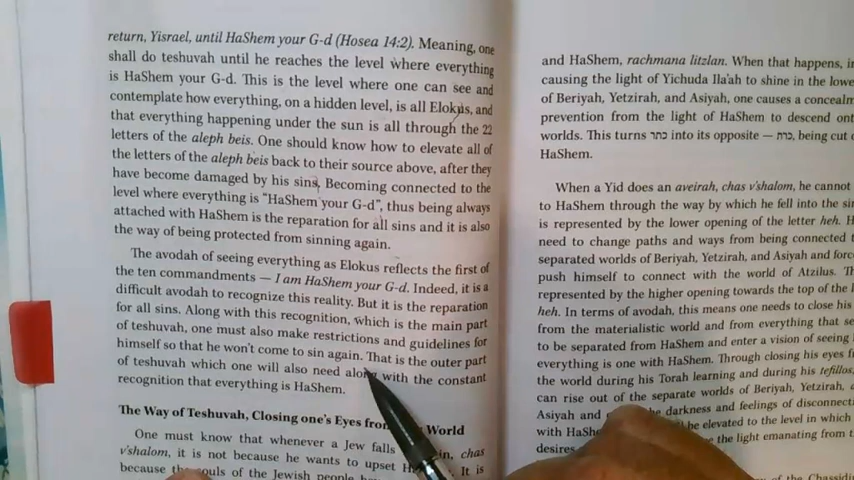 return, Yisrael, until HaShem your G-d (Hosea 14:2). Meaning, one
shall do teshuvah until he reaches the level where everything
is HaShem your G-d. This is the level where one can see and
contemplate how everything, on a hidden level, is all Elokus, and
that everything happening under the sun is all through the 22
letters of the aleph beis. One should know how to elevate all of
the letters of the aleph beis back to their source above, after they
have become damaged by his sins, Becoming connected to the
level where everything is “HaShem your G-d”, thus being always
attached with HaShem is the reparation for all sins and it is also
the way of being protected from sinning again.
The avodah of seeing everything as Elokus reflects the first of
the ten commandments — I am HaShem your G-d. Indeed, it is a
difficult avodah to recognize this reality. But it is the reparation
for all sins. Along with this recognition, which is the main part
of teshuvah, one must also make restrictions and guidelines for
himself so that he won't come to sin again. That is the outer part
of teshuvah which one will also need along with the constant
recognition that everything is HaShem.
The Way of Teshuvah, Closing one's Eyes World
One must know that whenever a Jew falls in, chas
v'shalom, it is not because he wants to upset It is
because souls of the Jewish people
and HaShem, rachmana litzlan. When that happens,
causing the light of Yichuda Ila'ah to shine in the
of Beriyah, Yetzirah, and Asiyah, one causes a
prevention from the light of HaShem to descend
worlds. This turns כתר into its opposite — כרת, being cut
HaShem.
When a Yid does an aveirah, chas v'shalom, he cannot
to HaShem through the way by which he fell into the
is represented by the lower opening of the letter heh.
need to change paths and ways from being connected
separated worlds of Beriyah, Yetzirah, and Asiyah and
push himself to connect with the world of Atzilus.
represented by the higher opening towards the top of the
heh. In terms of avodah, this means one needs to close his
from the materialistic world and from everything that
to be separated from HaShem and enter a vision of seeing
everything is one with HaShem. Through closing his eyes
the world during his Torah learning and during his tefillos,
can rise out of the separate worlds of Beriyah, Yetzirah,
Asiyah and darkness and feelings of
with be elevated to the level in which
desires the light emanating from
of the